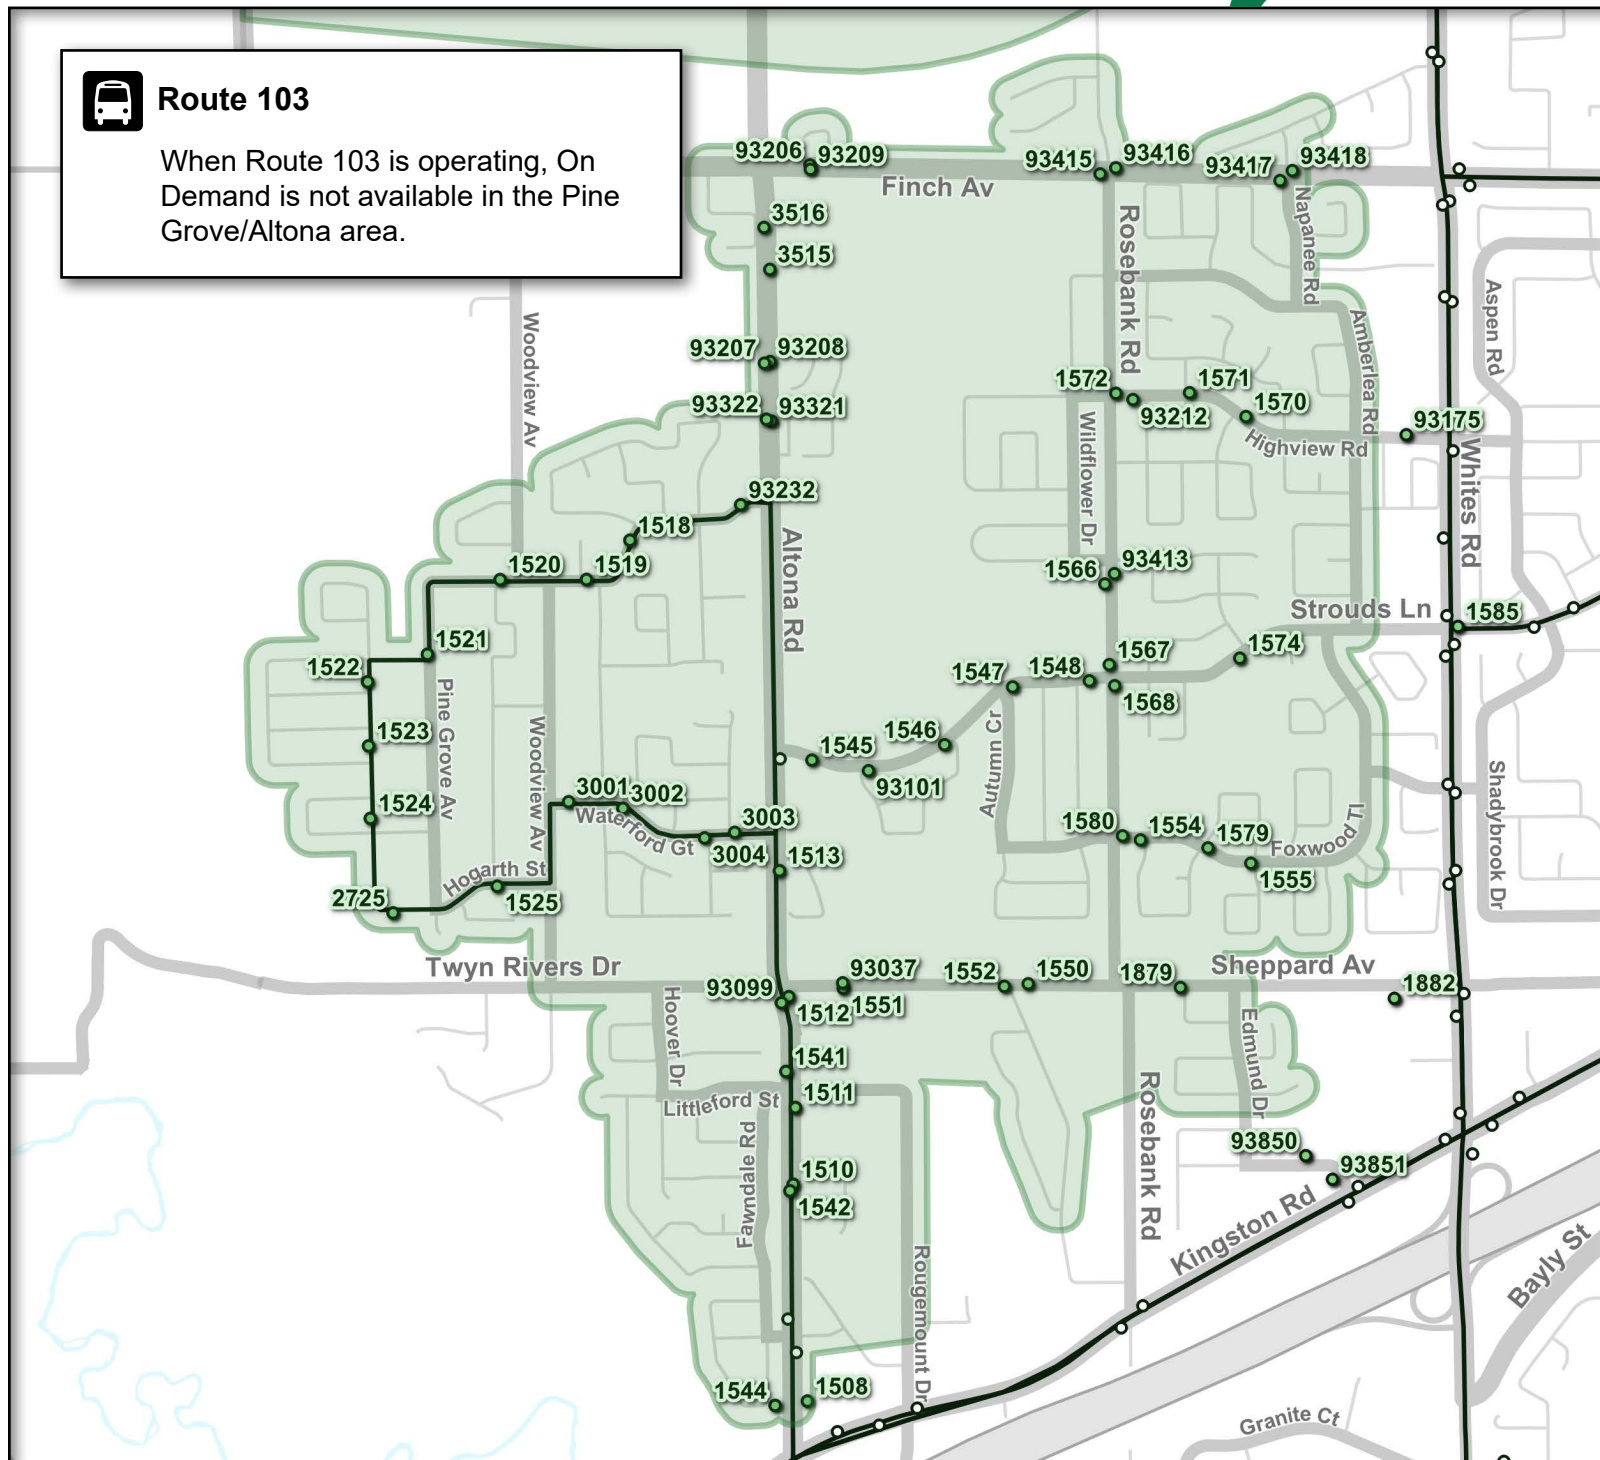 Route 103
When Route 103 is operating, On
Demand is not available in the Pine
Grove/Altona area.
93206
93209
93415
93416
93417
93418
Finch Av
3516
3515
Rosebank Rd
Napanee Rd
Aspen Rd
Woodview Av
93207
93208
Amberlea Rd
93322
93321
1572
1571
93212
1570
93175
Highview Rd
Wildflower Dr
Whites Rd
93232
1518
Altona Rd
1520
1519
1566
93413
Strouds Ln
1585
1521
1522
1567
1574
1547
1548
1568
Pine Grove Av
Woodview Av
1523
1546
1545
93101
Autumn Cr
Shadybrook Dr
1524
3001
3002
Waterford Gt
3003
3004
1513
1580
1554
1579
Foxwood Tl
1555
Hogarth St
2725
1525
Twyn Rivers Dr
93099
1512
93037
1551
1552
1550
1879
Sheppard Av
1882
Hoover Dr
Edmund Dr
1541
1511
Littleford St
Rosebank Rd
Fawndale Rd
93850
93851
1510
1542
Kingston Rd
Bayly St
Rougemount Dr
1544
1508
Granite Ct